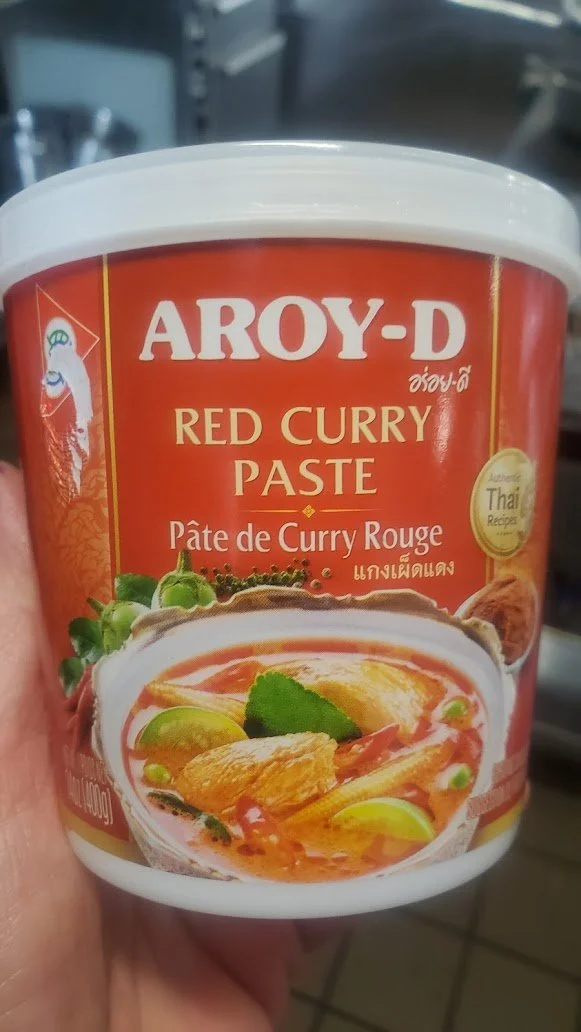 AROY-D
อร่อย-ดี
RED CURRY
PASTE
Pâte de Curry Rouge
แกงเผ็ดแดง
Authentic
Thai
Recipes
(400g)